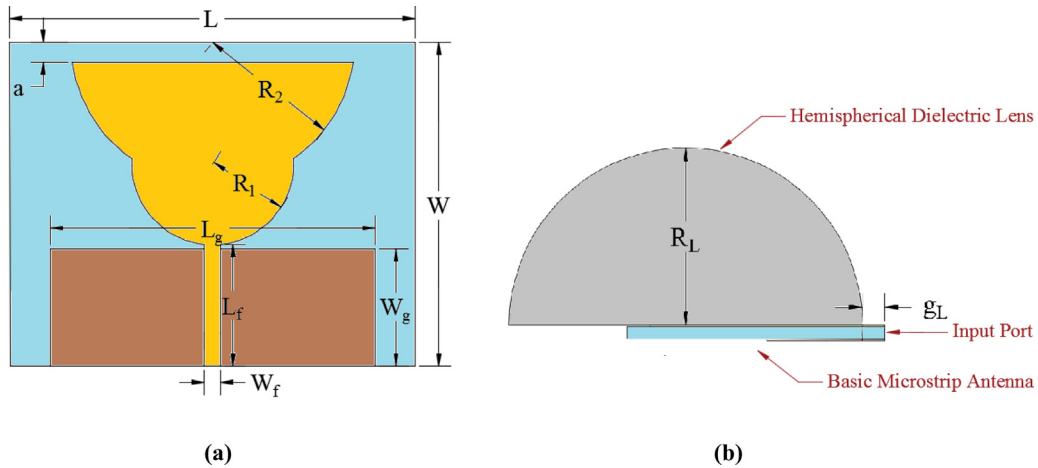 L
a
R2
R1
W
Lg
Lf
Wg
Wf
(a)
Hemispherical Dielectric Lens
RL
gL
Input Port
Basic Microstrip Antenna
(b)